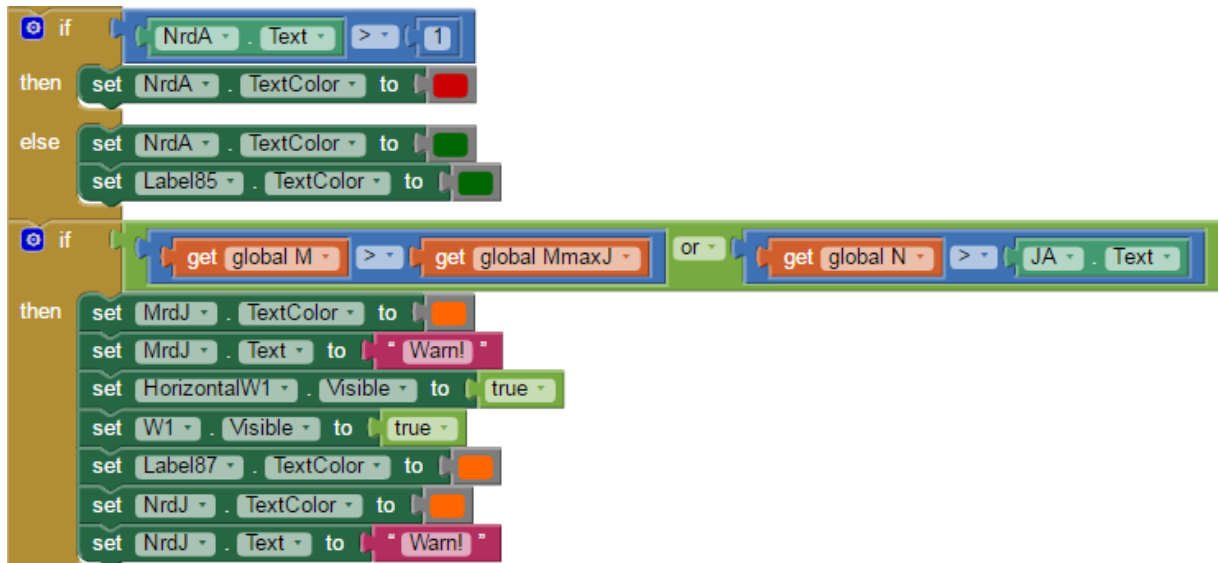 if NrdA . Text > 1
then set NrdA . TextColor to
else set NrdA . TextColor to
set Label85 . TextColor to
if get global M > get global MmaxJ or get global N > JA . Text
then set MrdJ . TextColor to
set MrdJ . Text to " Warn! "
set HorizontalW1 . Visible to true
set W1 . Visible to true
set Label87 . TextColor to
set NrdJ . TextColor to
set NrdJ . Text to " Warn! "